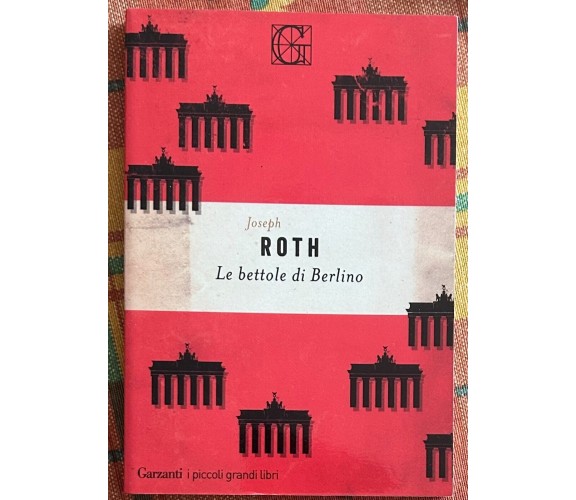 G
Joseph
ROTH
Le bettole di Berlino
Garzanti i piccoli grandi libri